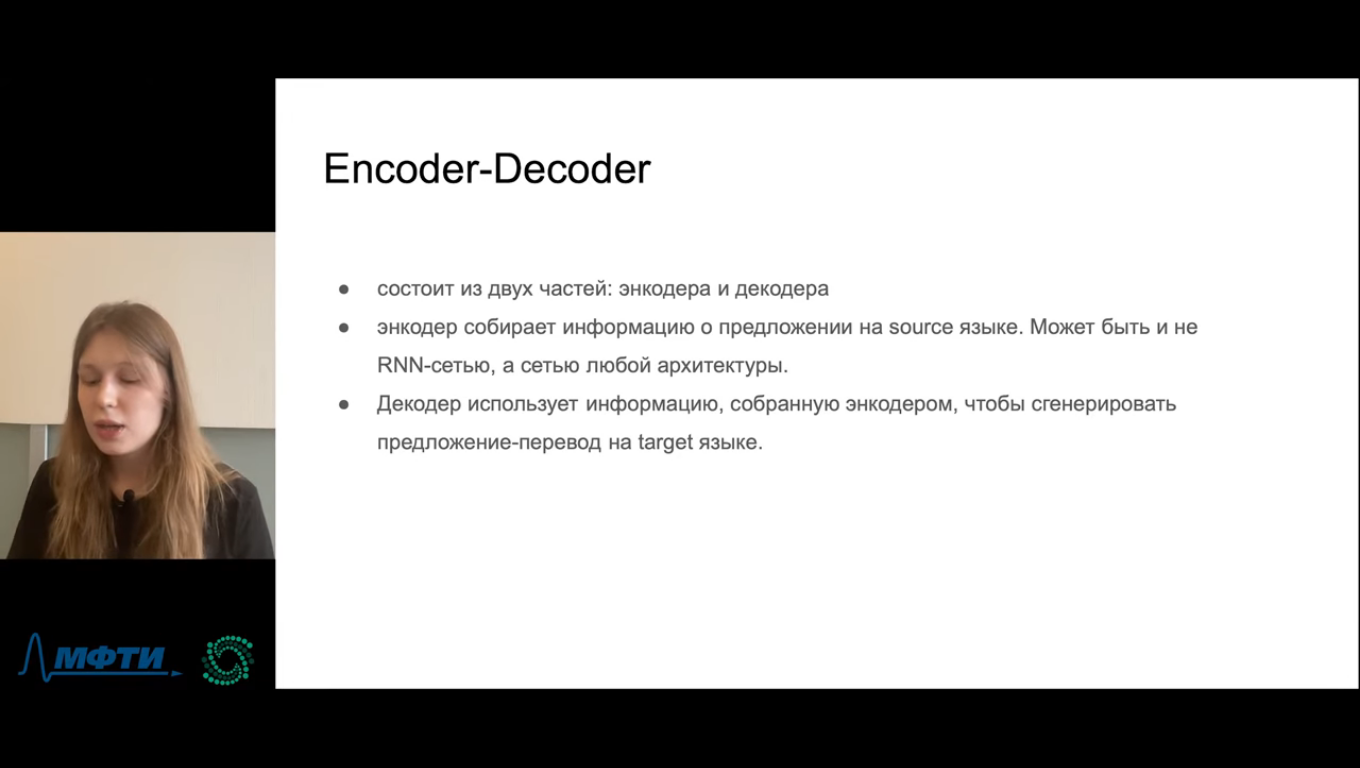 Encoder-Decoder
состоит из двух частей: энкодера и декодера
энкодер собирает информацию о предложении на source языке. Может быть и не
RNN-сетью, а сетью любой архитектуры.
Декодер использует информацию, собранную энкодером, чтобы сгенерировать
предложение-перевод на target языке.
МФТИ